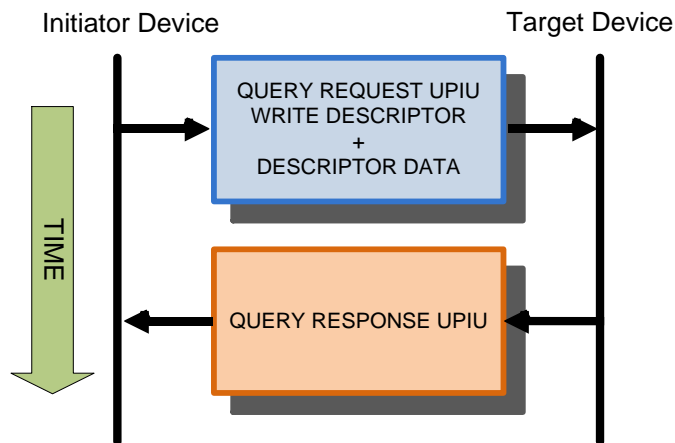 Initiator Device
Target Device
QUERY REQUEST UPIU
WRITE DESCRIPTOR
+
DESCRIPTOR DATA
TIME
QUERY RESPONSE UPIU